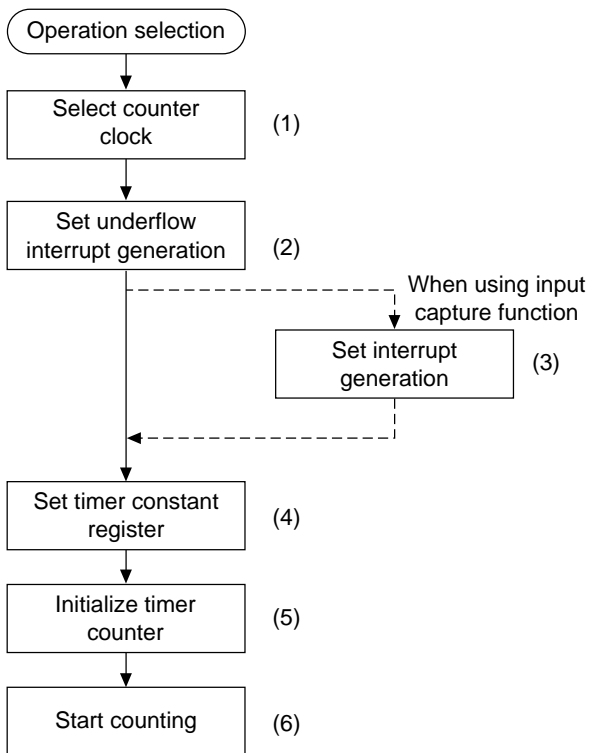 Operation selection
Select counter
clock
(1)
Set underflow
interrupt generation
(2)
When using input
capture function
Set interrupt
generation
(3)
Set timer constant
register
(4)
Initialize timer
counter
(5)
Start counting
(6)